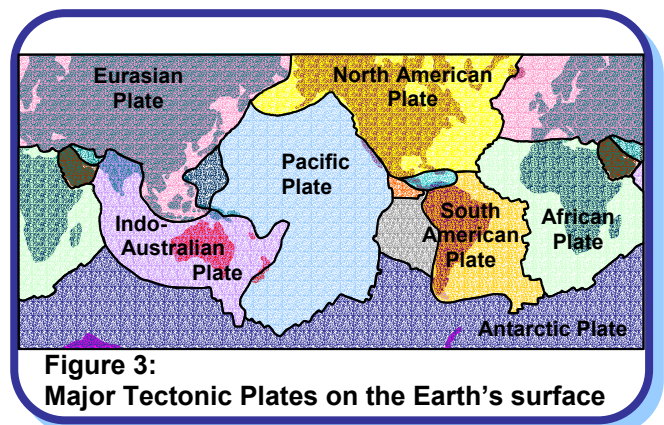 Eurasian
Plate
North American
Plate
Pacific
Plate
Indo-
Australian
Plate
South
American
Plate
African
Plate
Antarctic Plate
Figure 3:
Major Tectonic Plates on the Earth's surface